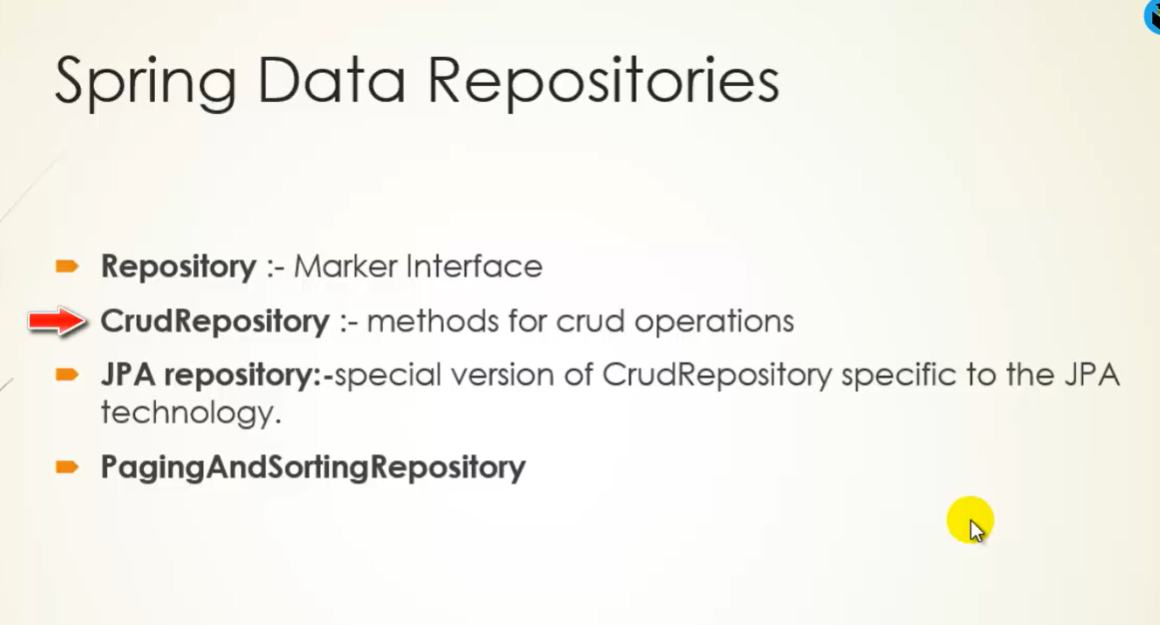 Spring Data Repositories
Repository :- Marker Interface
CrudRepository :- methods for crud operations
JPA repository:-special version of CrudRepository specific to the JPA
technology.
PagingAndSortingRepository